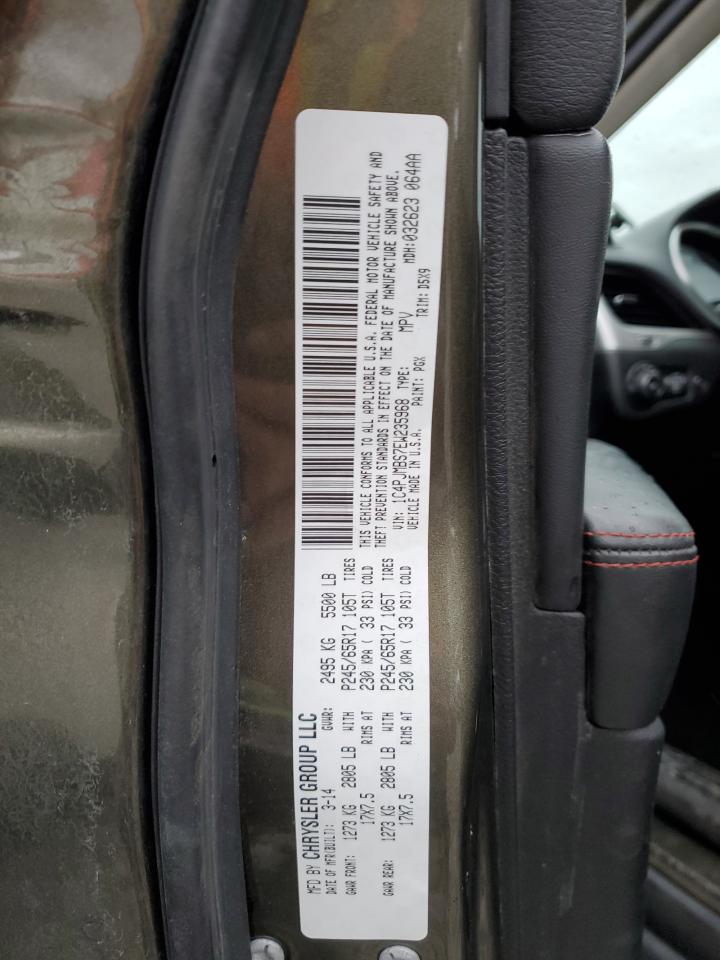 MFD BY CHRYSLER GROUP LLC
DATE OF MFR(BUILT): 3-14 GVWR: 2495 KG 5500 LB
GAWR FRONT: 1273 KG 2805 LB WITH P245/65R17 105T TIRES
17X7.5 RIMS AT 230 KPA ( 33 PSI) COLD
GAWR REAR: 1273 KG 2805 LB WITH P245/65R17 105T TIRES
17X7.5 RIMS AT 230 KPA ( 33 PSI) COLD
THIS VEHICLE CONFORMS TO ALL APPLICABLE U.S.A. FEDERAL MOTOR VEHICLE SAFETY AND
THEFT PREVENTION STANDARDS IN EFFECT ON THE DATE OF MANUFACTURE SHOWN ABOVE.
VIN: 1C4PJMBS7EW235968 TYPE: MPV MDH:032623 064AA
VEHICLE MADE IN U.S.A. PAINT: PGX TRIM: D5X9